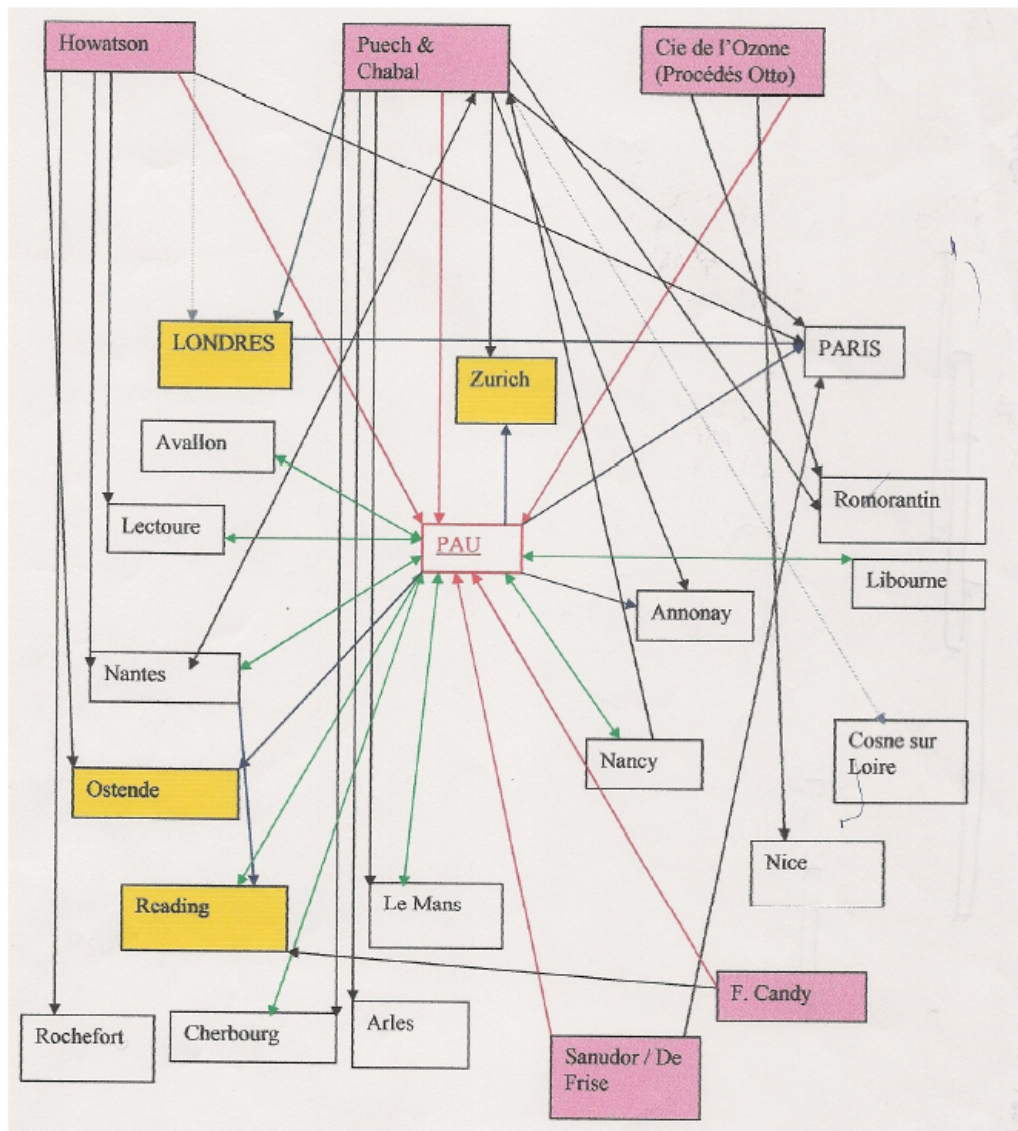 Howatson
Puech &
Chabal
Cie de l'Ozone
(Procédés Otto)
LONDRES
PARIS
Zurich
Avallon
Romorantin
Lectoure
PAU
Libourne
Annonay
Nantes
Nancy
Cosne sur
Loire
Ostende
Nice
Reading
Le Mans
F. Candy
Rochefort
Cherbourg
Arles
Sanudor / De
Frise